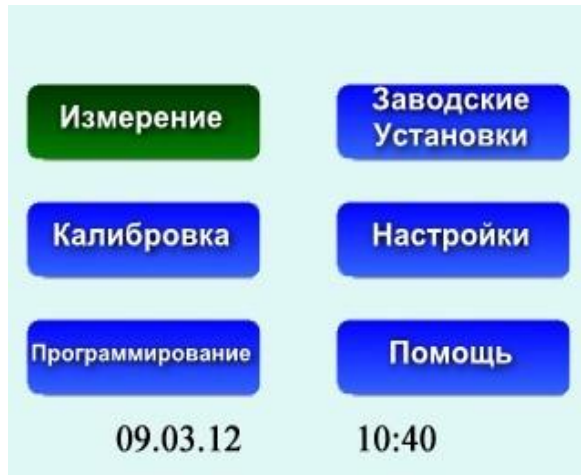 Измерение
Заводские
Установки
Калибровка
Настройки
Программирование
Помощь
09.03.12 10:40